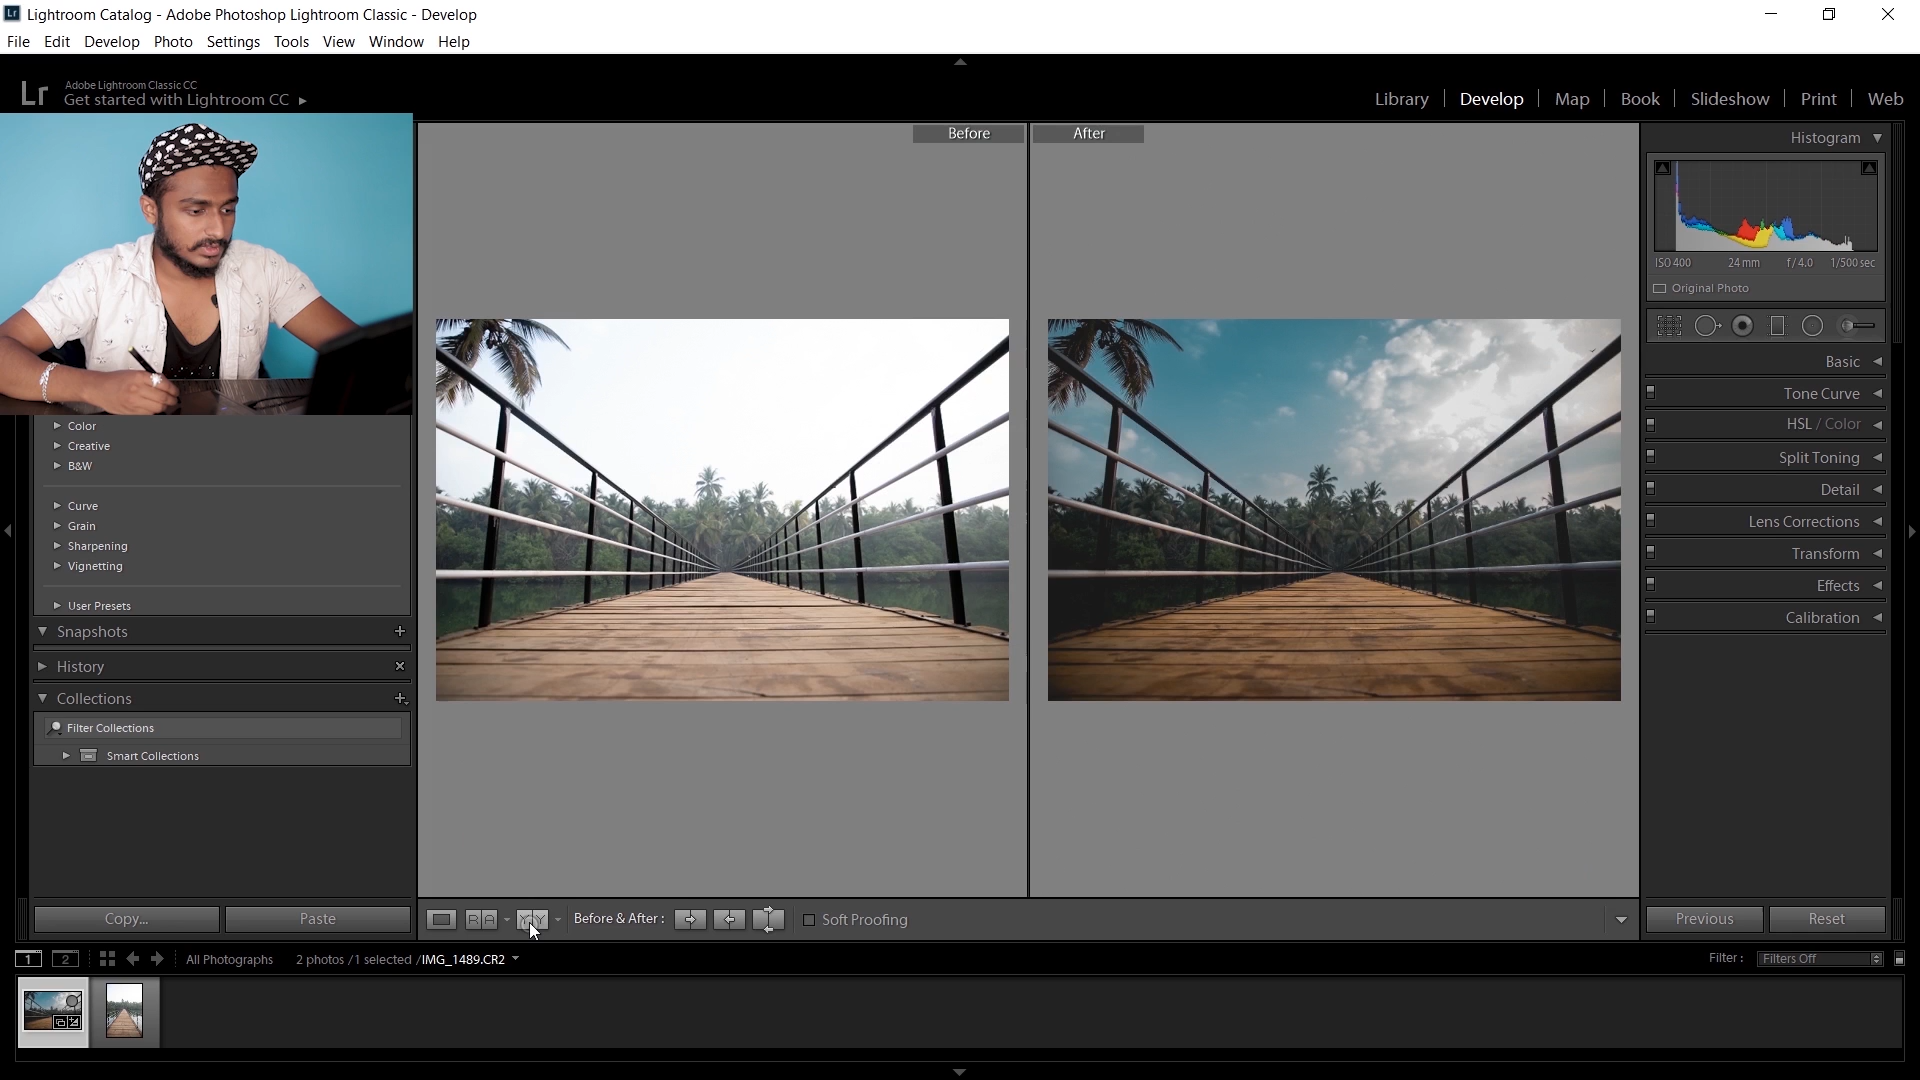 Lr Lightroom Catalog - Adobe Photoshop Lightroom Classic - Develop
File Edit Develop Photo Settings Tools View Window Help
Lr Adobe Lightroom Classic CC
Get started with Lightroom CC
Library Develop Map Book Slideshow Print Web
Before After
Histogram
ISO 400 24 mm f / 4.0 1/500 sec
Original Photo
Basic
Tone Curve
HSL / Color
Split Toning
Detail
Lens Corrections
Transform
Effects
Calibration
Color
Creative
B&W
Curve
Grain
Sharpening
Vignetting
User Presets
Snapshots
History
Collections
Filter Collections
Smart Collections
Copy... Paste
R A Y Y Before & After : Soft Proofing
Previous Reset
1 2 All Photographs 2 photos / 1 selected / IMG_1489.CR2
Filter : Filters Off